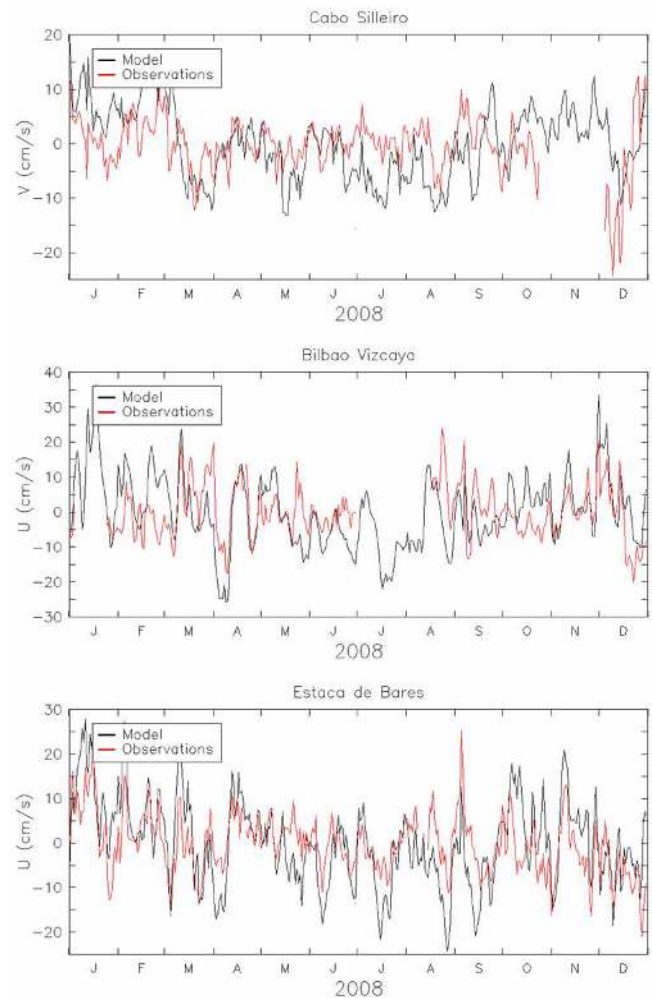 Cabo Silleiro
20
10
0
-10
-20
V (cm/s)
Model
Observations
J F M A M J J A S O N D
2008
Bilbao Vizcaya
40
30
20
10
0
-10
-20
-30
U (cm/s)
Model
Observations
J F M A M J J A S O N D
2008
Estaca de Bares
30
20
10
0
-10
-20
U (cm/s)
Model
Observations
J F M A M J J A S O N D
2008